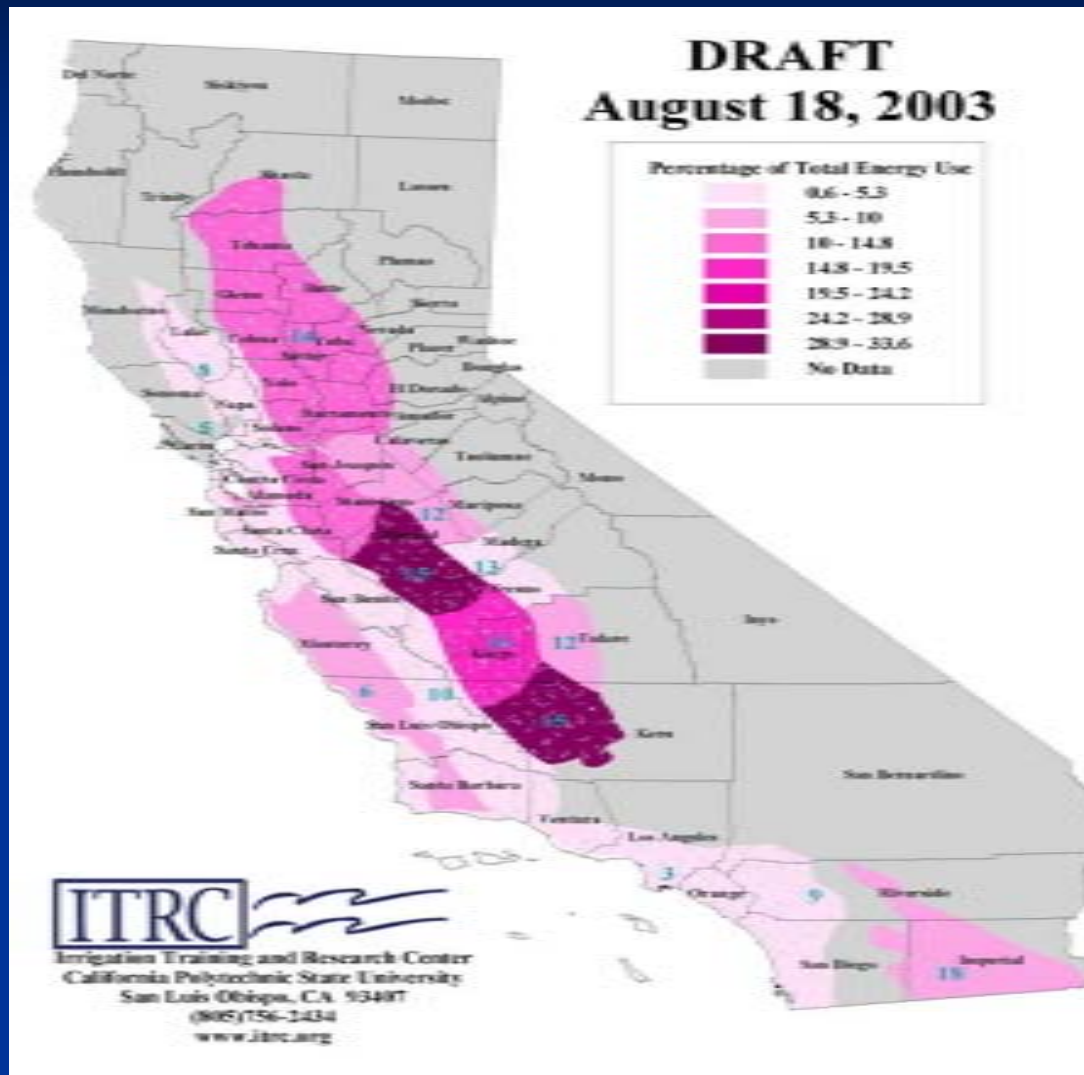 DRAFT
August 18, 2003
Percentage of Total Energy Use
0.6 - 5.3
5.3 - 10
10 - 14.8
14.8 - 19.5
19.5 - 24.2
24.2 - 28.9
28.9 - 33.6
No Data
Del Norte
Siskiyou
Modoc
Humboldt
Trinity
Shasta
Lassen
Tehama
Plumas
Glenn
Butte
Sierra
Mendocino
Lake
Colusa
Yuba
Nevada
Sutter
Placer
8
Yolo
El Dorado
Douglas
Alpine
Sonoma
Napa
Sacramento
Amador
5
Solano
Marin
Calaveras
Tuolumne
San Joaquin
Mono
Contra Costa
Alameda
Stanislaus
Mariposa
12
San Mateo
Santa Clara
Madera
Santa Cruz
13
Fresno
San Benito
Inyo
Monterey
Kings
12
Tulare
6
10
San Luis Obispo
Kern
San Bernardino
Santa Barbara
Ventura
Los Angeles
3
Orange
9
Riverside
San Diego
Imperial
18
ITRC
Irrigation Training and Research Center
California Polytechnic State University
San Luis Obispo, CA 93407
(805)756-2434
www.itrc.org